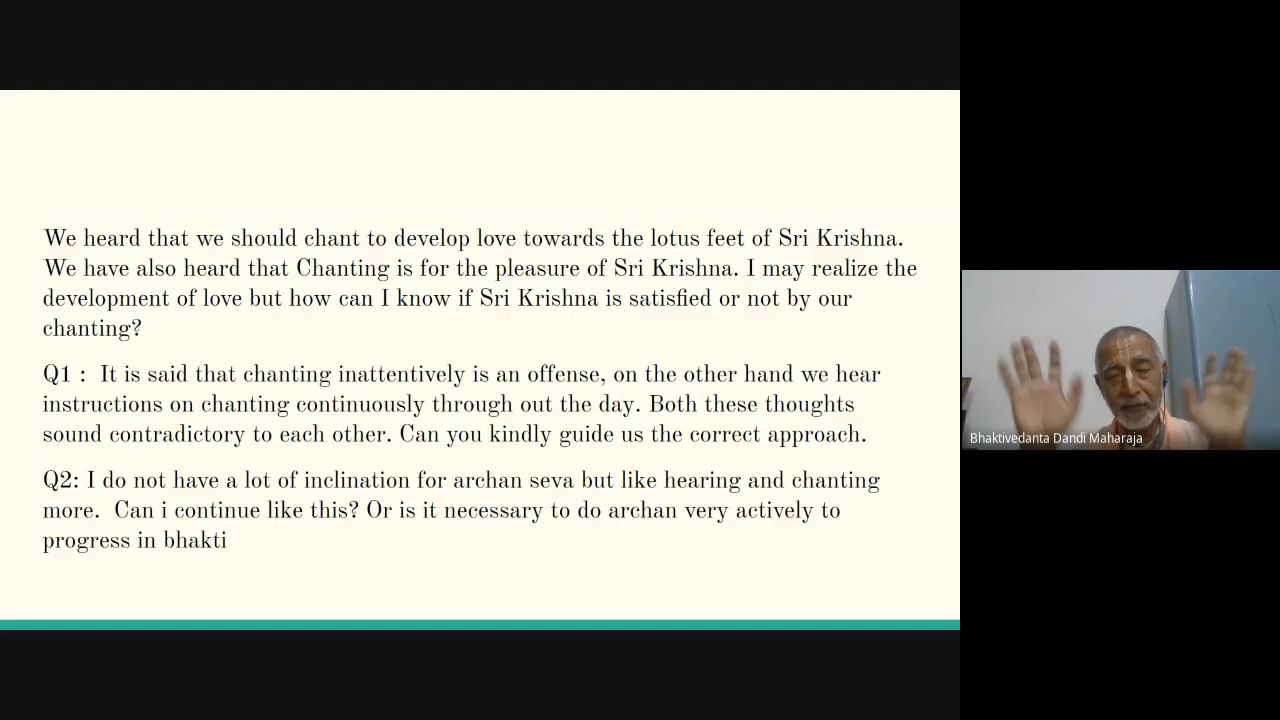 We heard that we should chant to develop love towards the lotus feet of Sri Krishna.
We have also heard that Chanting is for the pleasure of Sri Krishna. I may realize the
development of love but how can I know if Sri Krishna is satisfied or not by our
chanting?
Q1 :  It is said that chanting inattentively is an offense, on the other hand we hear
instructions on chanting continuously through out the day. Both these thoughts
sound contradictory to each other. Can you kindly guide us the correct approach.
Q2: I do not have a lot of inclination for archan seva but like hearing and chanting
more.  Can i continue like this? Or is it necessary to do archan very actively to
progress in bhakti
Bhaktivedanta Dandi Maharaja